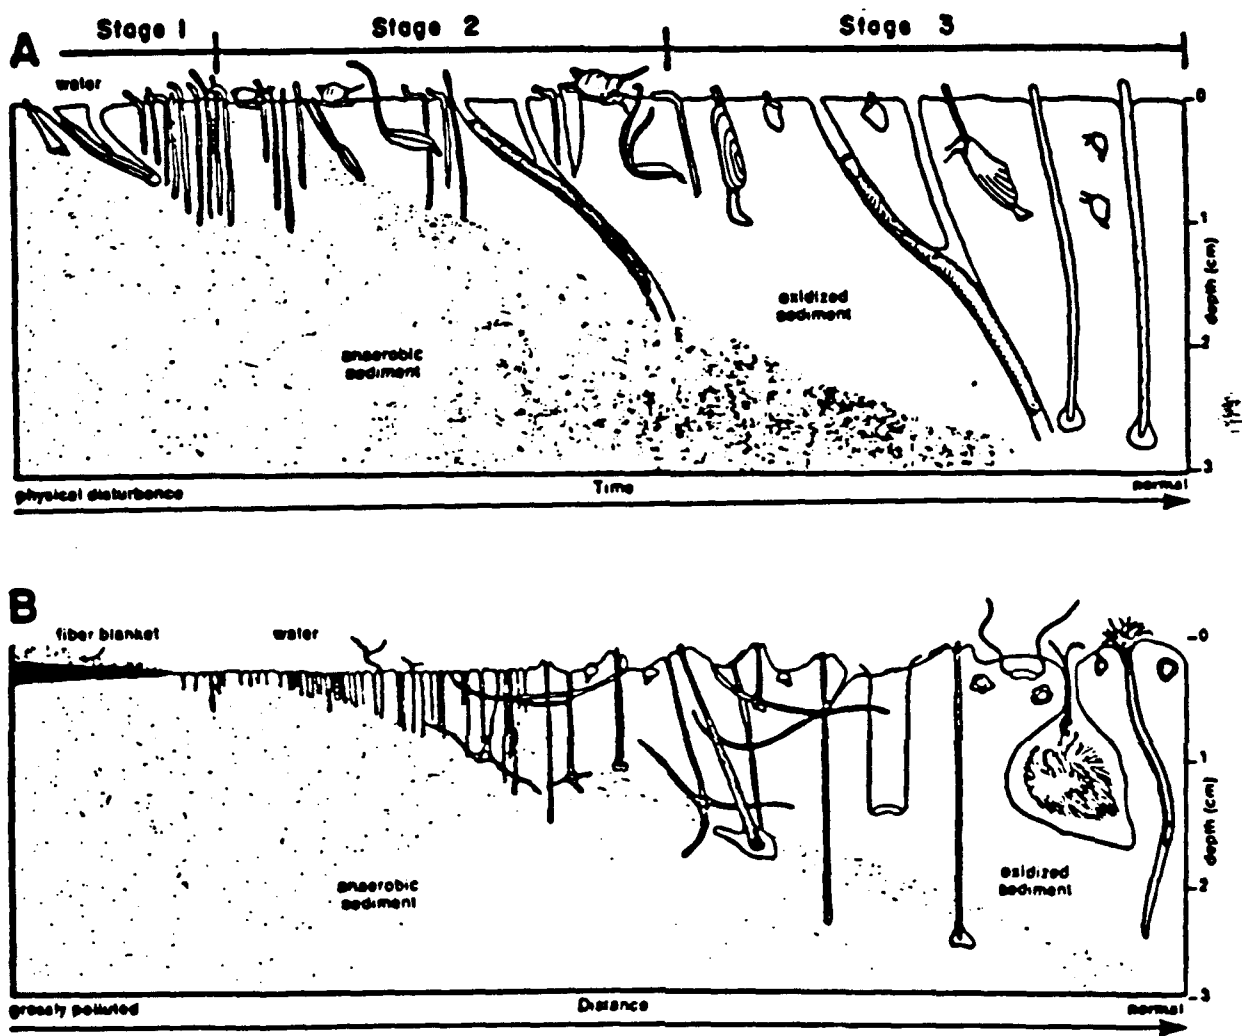 A
Stage 1
Stage 2
Stage 3
water
0
1
2
3
depth (cm)
oxidized
sediment
anaerobic
sediment
physical disturbance
Time
normal
B
fiber blanket
water
0
1
2
3
depth (cm)
anaerobic
sediment
oxidized
sediment
grossly polluted
Distance
normal